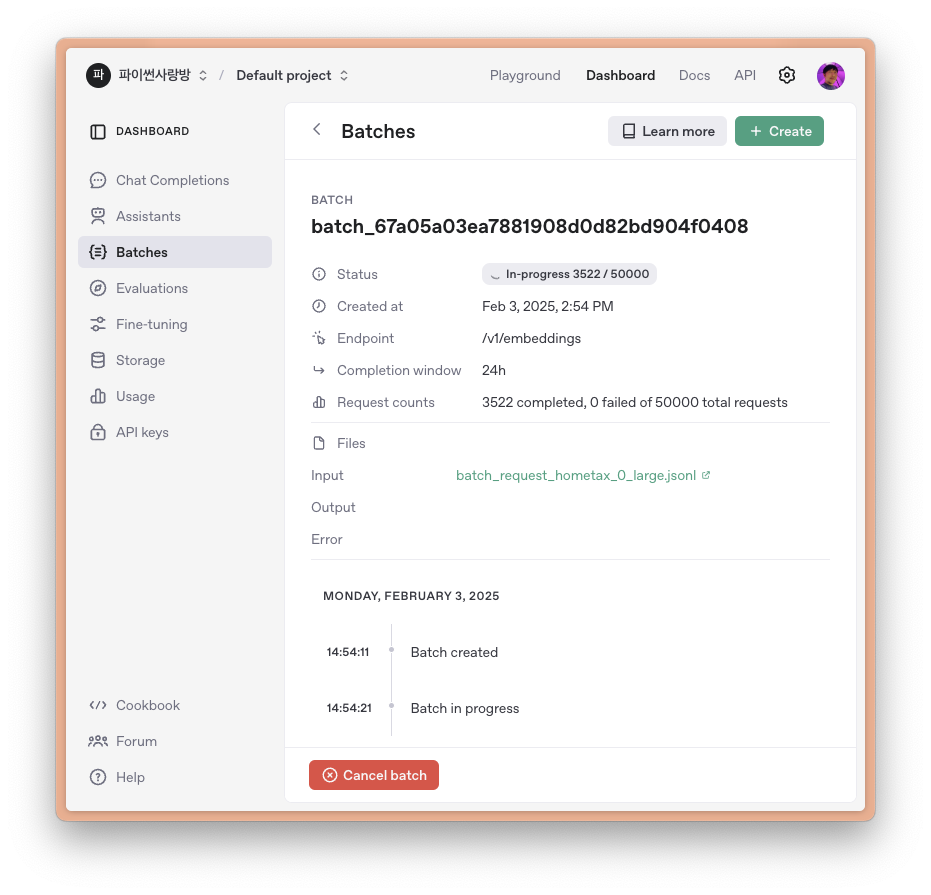 파 파이썬사랑방 / Default project Playground Dashboard Docs API
DASHBOARD
Chat Completions
Assistants
Batches
Evaluations
Fine-tuning
Storage
Usage
API keys
Cookbook
Forum
Help
Batches Learn more + Create
BATCH
batch_67a05a03ea7881908d0d82bd904f0408
Status In-progress 3522 / 50000
Created at Feb 3, 2025, 2:54 PM
Endpoint /v1/embeddings
Completion window 24h
Request counts 3522 completed, 0 failed of 50000 total requests
Files
Input batch_request_hometax_0_large.jsonl
Output
Error
MONDAY, FEBRUARY 3, 2025
14:54:11 Batch created
14:54:21 Batch in progress
Cancel batch